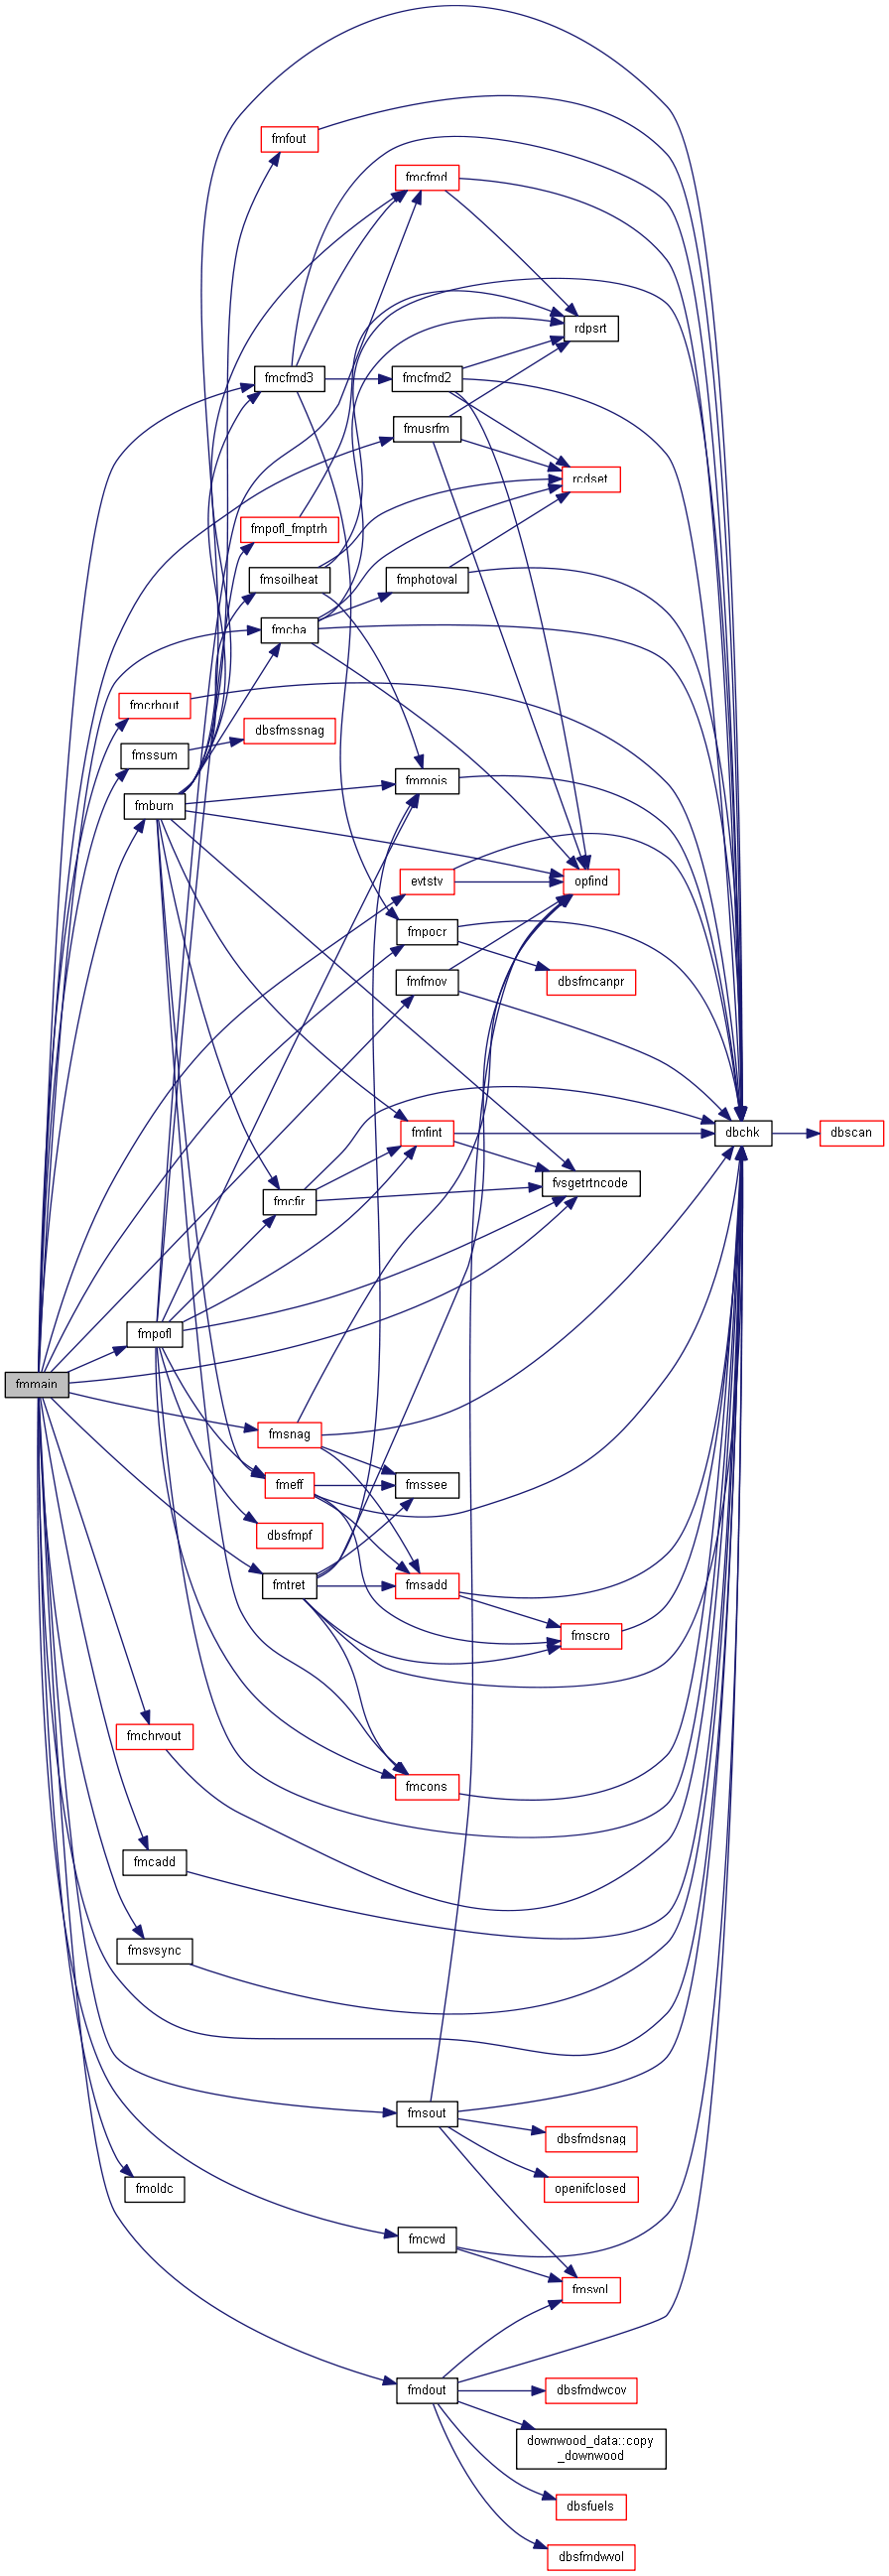 fmfout
fmcfmd
rdpsrt
fmcfmd3
fmcfmd2
fmusrfm
rcdset
fmpofl_fmptrh
fmsoilheat
fmphotoval
fmcba
fmcrbout
dbsfmssnag
fmssum
fmburn
fmmois
evtstv
opfind
fmpocr
dbsfmcanpr
fmfmov
fmfint
dbchk
dbscan
fvsgetrtncode
fmcfir
fmpofl
fmmain
fmsnag
fmeff
fmssee
dbsfmpf
fmtret
fmsadd
fmscro
fmchrvout
fmcons
fmcadd
fmsvsync
fmsout
dbsfmdsnag
fmoldc
openifclosed
fmcwd
fmsvol
fmdout
dbsfmdwcov
downwood_data::copy
_downwood
dbsfuels
dbsfmdwvol